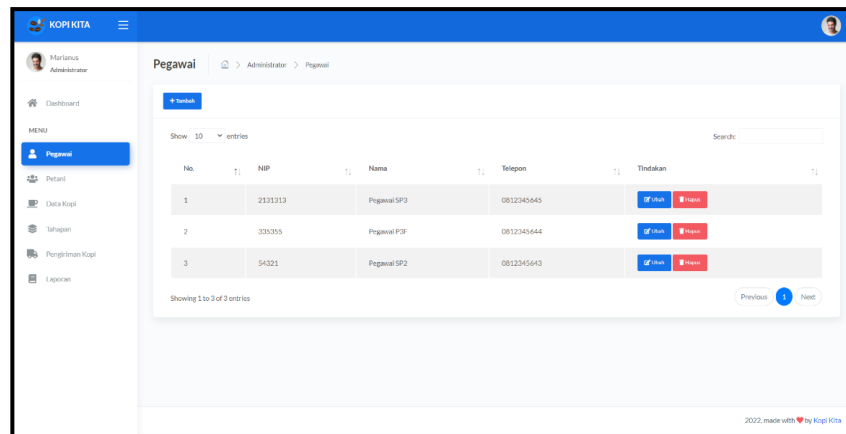 KOPI KITA
Marianus
Administrator
Dashboard
MENU
Pegawai
Petani
Data Kopi
Tahapan
Pengiriman Kopi
Laporan
Pegawai
Administrator > Pegawai
+ Tambah
Show 10 entries
Search:
No. NIP Nama Telepon Tindakan
1 2131313 Pegawai SP3 0812345645 Ubah Hapus
2 335355 Pegawai P3F 0812345644 Ubah Hapus
3 54321 Pegawai SP2 0812345643 Ubah Hapus
Showing 1 to 3 of 3 entries
Previous 1 Next
2022, made with ❤ by Kopi Kita